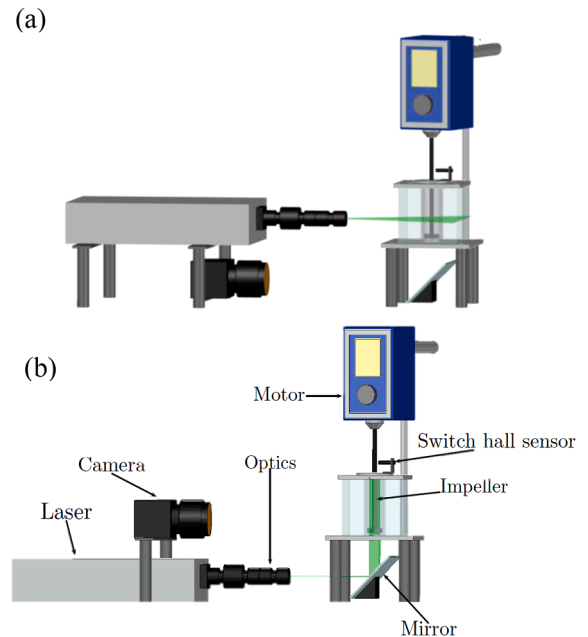 (a)
(b)
Motor
Switch hall sensor
Camera
Optics
Impeller
Laser
Mirror